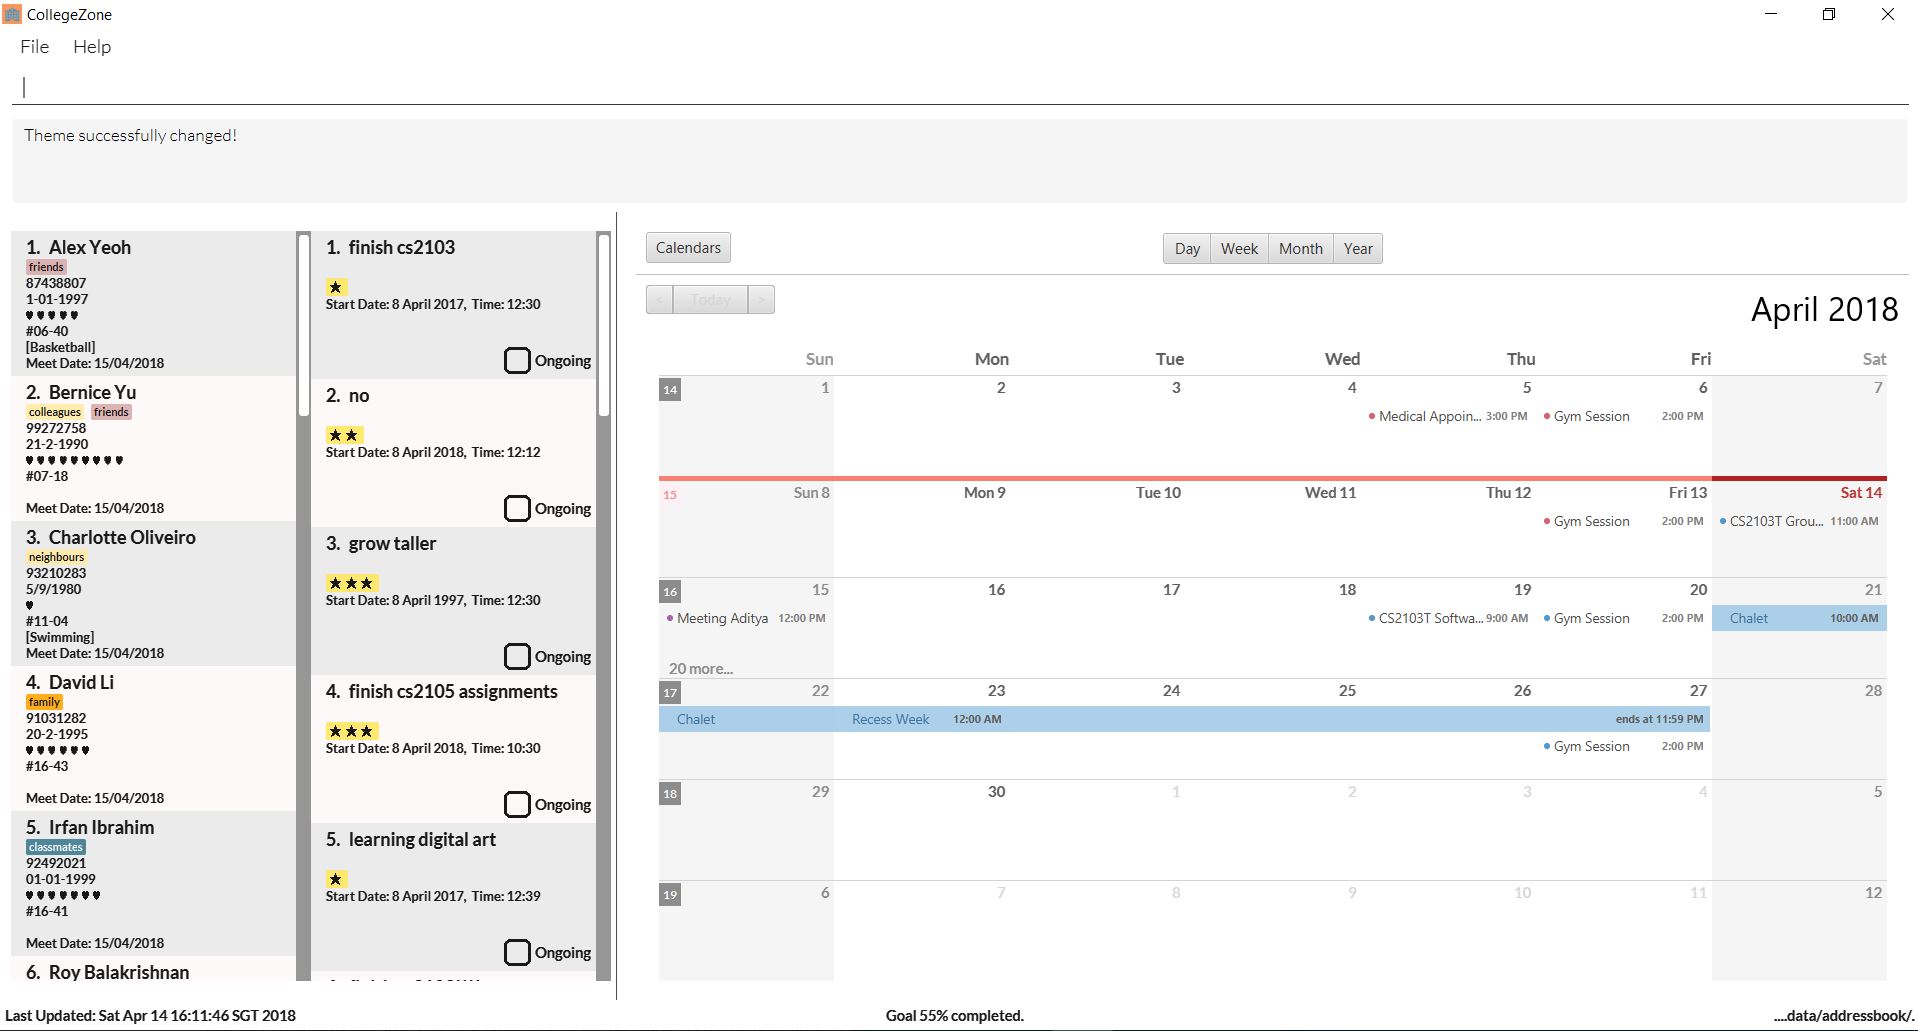 CollegeZone
File Help
Theme successfully changed!
1. Alex Yeoh
friends
87438807
1-01-1997
♥ ♥ ♥ ♥ ♥
#06-40
[Basketball]
Meet Date: 15/04/2018
2. Bernice Yu
colleagues friends
99272758
21-2-1990
♥ ♥ ♥ ♥ ♥ ♥ ♥ ♥ ♥
#07-18
Meet Date: 15/04/2018
3. Charlotte Oliveiro
neighbours
93210283
5/9/1980
♥
#11-04
[Swimming]
Meet Date: 15/04/2018
4. David Li
family
91031282
20-2-1995
♥ ♥ ♥ ♥ ♥ ♥
#16-43
Meet Date: 15/04/2018
5. Irfan Ibrahim
classmates
92492021
01-01-1999
♥ ♥ ♥ ♥ ♥ ♥ ♥
#16-41
Meet Date: 15/04/2018
6. Roy Balakrishnan
1. finish cs2103
★
Start Date: 8 April 2017, Time: 12:30
Ongoing
2. no
★★
Start Date: 8 April 2018, Time: 12:12
Ongoing
3. grow taller
★★★
Start Date: 8 April 1997, Time: 12:30
Ongoing
4. finish cs2105 assignments
★★★
Start Date: 8 April 2018, Time: 10:30
Ongoing
5. learning digital art
★
Start Date: 8 April 2017, Time: 12:39
Ongoing
Calendars
Day Week Month Year
< Today >
April 2018
Sun Mon Tue Wed Thu Fri Sat
14 1 2 3 4 5 6 7
Medical Appoin... 3:00 PM Gym Session 2:00 PM
15 Sun 8 Mon 9 Tue 10 Wed 11 Thu 12 Fri 13 Sat 14
Gym Session 2:00 PM CS2103T Grou... 11:00 AM
16 15 16 17 18 19 20 21
Meeting Aditya 12:00 PM CS2103T Softwa... 9:00 AM Gym Session 2:00 PM Chalet 10:00 AM
20 more...
17 22 23 24 25 26 27 28
Chalet Recess Week 12:00 AM ends at 11:59 PM
Gym Session 2:00 PM
18 29 30 1 2 3 4 5
19 6 7 8 9 10 11 12
Last Updated: Sat Apr 14 16:11:46 SGT 2018
Goal 55% completed.
....data/addressbook/.